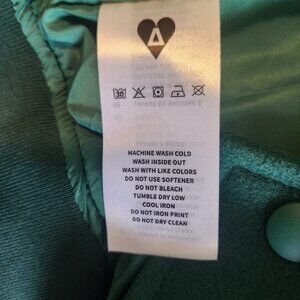 30
MACHINE WASH COLD
WASH INSIDE OUT
WASH WITH LIKE COLORS
DO NOT USE SOFTENER
DO NOT BLEACH
TUMBLE DRY LOW
COOL IRON
DO NOT IRON PRINT
DO NOT DRY CLEAN